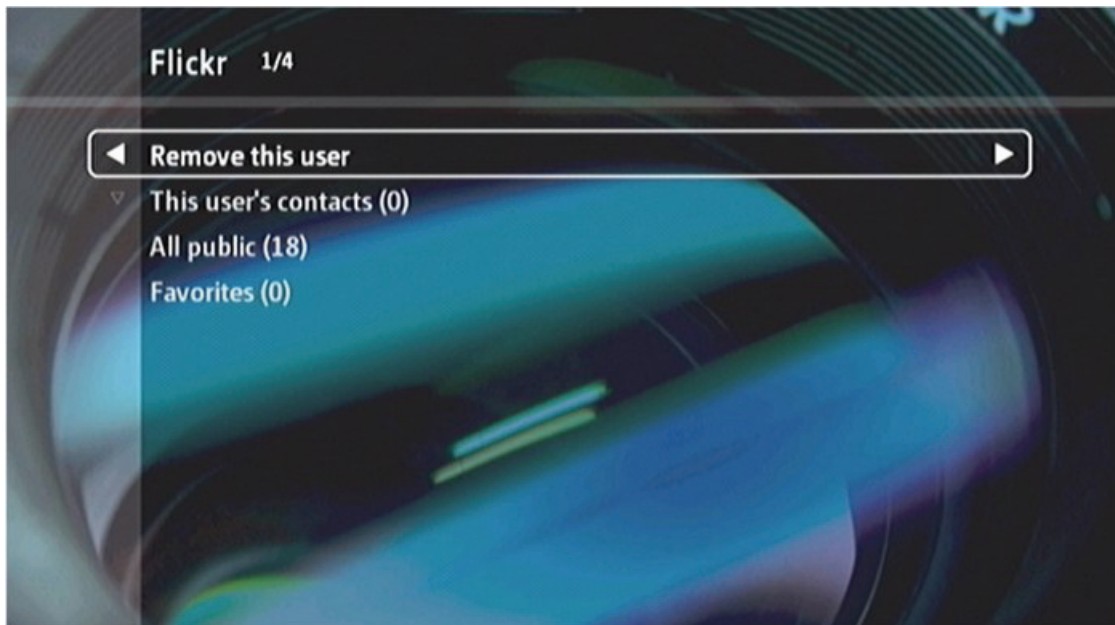 Flickr 1/4
Remove this user
This user's contacts (0)
All public (18)
Favorites (0)